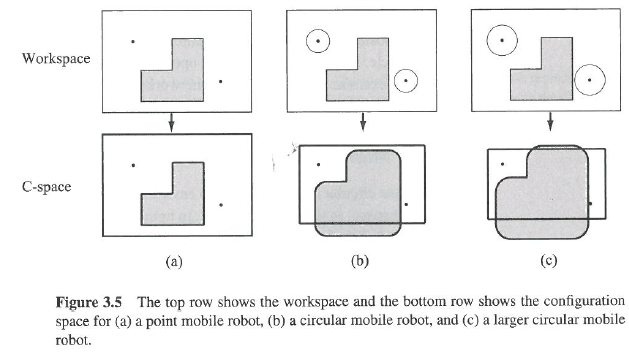 Workspace
C-space
(a)
(b)
(c)
Figure 3.5 The top row shows the workspace and the bottom row shows the configuration
space for (a) a point mobile robot, (b) a circular mobile robot, and (c) a larger circular mobile
robot.